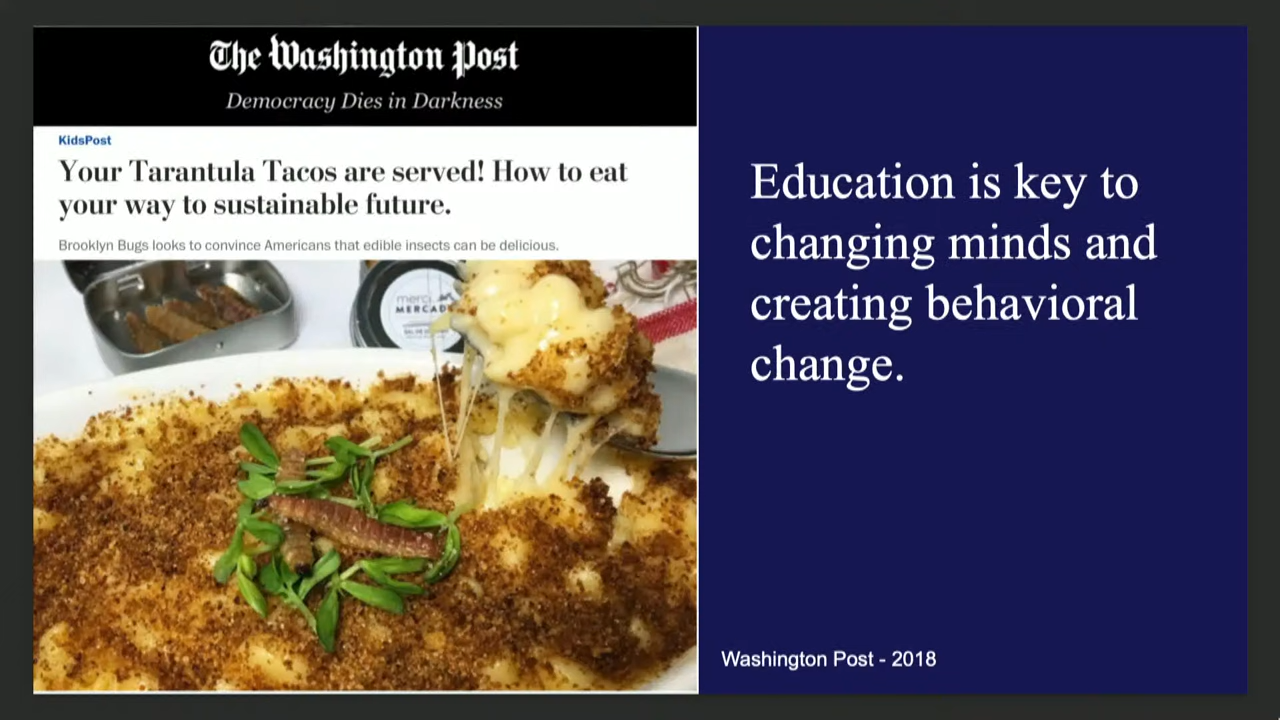 The Washington Post
Democracy Dies in Darkness
KidsPost
Your Tarantula Tacos are served! How to eat
your way to sustainable future.
Brooklyn Bugs looks to convince Americans that edible insects can be delicious.
merci
MERCAD
Education is key to
changing minds and
creating behavioral
change.
Washington Post - 2018